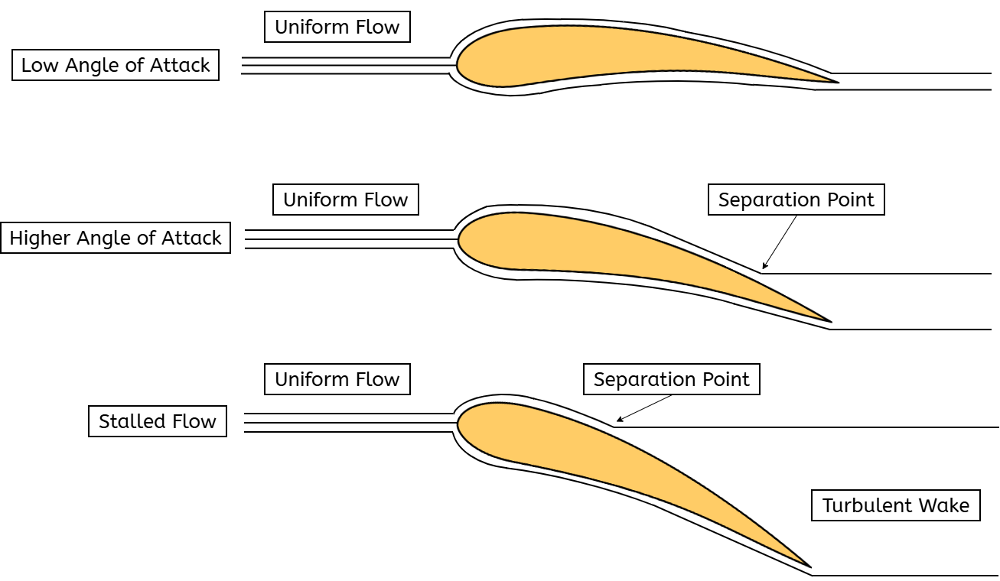 Uniform Flow
Low Angle of Attack
Uniform Flow
Separation Point
Higher Angle of Attack
Uniform Flow
Separation Point
Stalled Flow
Turbulent Wake